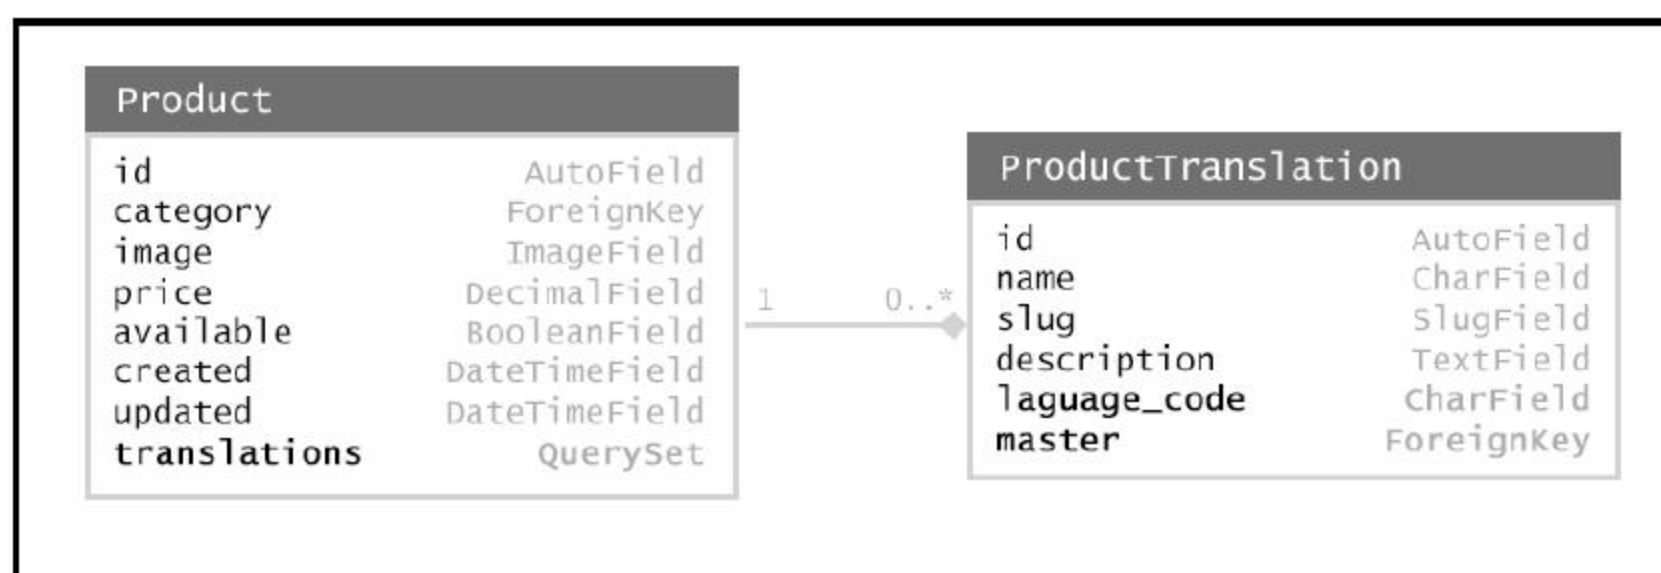 Product
id AutoField
category ForeignKey
image ImageField
price DecimalField
available BooleanField
created DateTimeField
updated DateTimeField
translations QuerySet
1 0..*
ProductTranslation
id AutoField
name CharField
slug SlugField
description TextField
laguage_code CharField
master ForeignKey